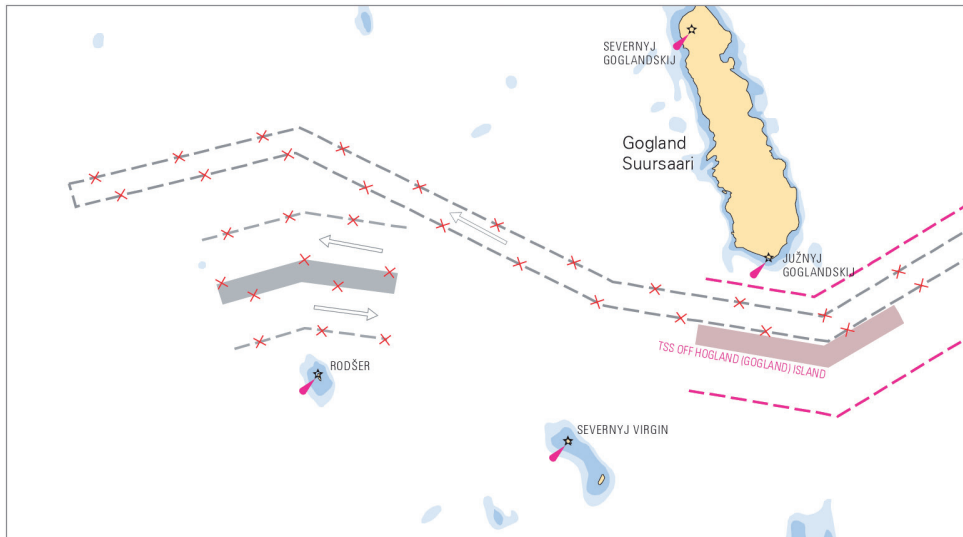 SEVERNYJ
GOGLANDSKIJ
Gogland
Suursaari
JUŽNYJ
GOGLANDSKIJ
TSS OFF HOGLAND (GOGLAND) ISLAND
RODŠER
SEVERNYJ VIRGIN